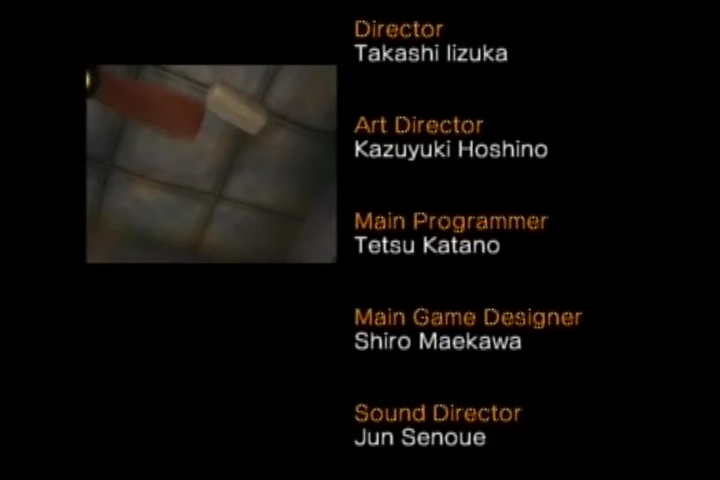 Director
Takashi Iizuka
Art Director
Kazuyuki Hoshino
Main Programmer
Tetsu Katano
Main Game Designer
Shiro Maekawa
Sound Director
Jun Senoue